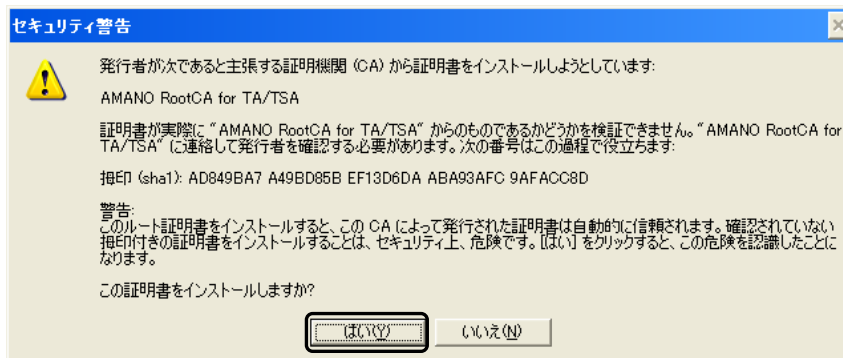 セキュリティ警告
発行者が次であると主張する証明機関 (CA) から証明書をインストールしようとしています:
AMANO RootCA for TA/TSA
証明書が実際に "AMANO RootCA for TA/TSA" からのものであるかどうかを検証できません。"AMANO RootCA for
TA/TSA" に連絡して発行者を確認する必要があります。次の番号はこの過程で役立ちます:
拇印 (sha1): AD849BA7 A49BD85B EF13D6DA ABA93AFC 9AFACC8D
警告:
このルート証明書をインストールすると、この CA によって発行された証明書は自動的に信頼されます。確認されていない
拇印付きの証明書をインストールすることは、セキュリティ上、危険です。[はい] をクリックすると、この危険を認識したことに
なります。
この証明書をインストールしますか?
はい(Y) いいえ(N)